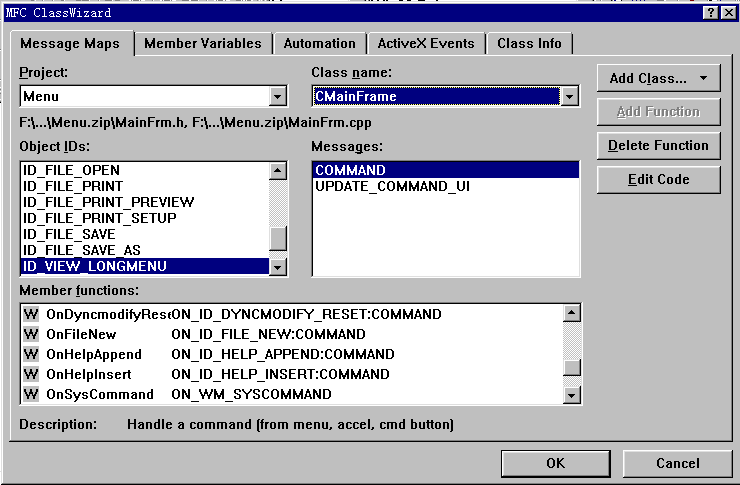 MFC ClassWizard
Message Maps Member Variables Automation ActiveX Events Class Info
Project: Class name:
Menu CMainFrame Add Class...
F:\...\Menu.zip\MainFrm.h, F:\...\Menu.zip\MainFrm.cpp Add Function
Object IDs: Messages: Delete Function
ID_FILE_OPEN COMMAND
ID_FILE_PRINT UPDATE_COMMAND_UI Edit Code
ID_FILE_PRINT_PREVIEW
ID_FILE_PRINT_SETUP
ID_FILE_SAVE
ID_FILE_SAVE_AS
ID_VIEW_LONGMENU
Member functions:
W OnDyncmodifyReseON_ID_DYNCMODIFY_RESET:COMMAND
W OnFileNew ON_ID_FILE_NEW:COMMAND
W OnHelpAppend ON_ID_HELP_APPEND:COMMAND
W OnHelpInsert ON_ID_HELP_INSERT:COMMAND
W OnSysCommand ON_WM_SYSCOMMAND
Description: Handle a command (from menu, accel, cmd button)
OK Cancel